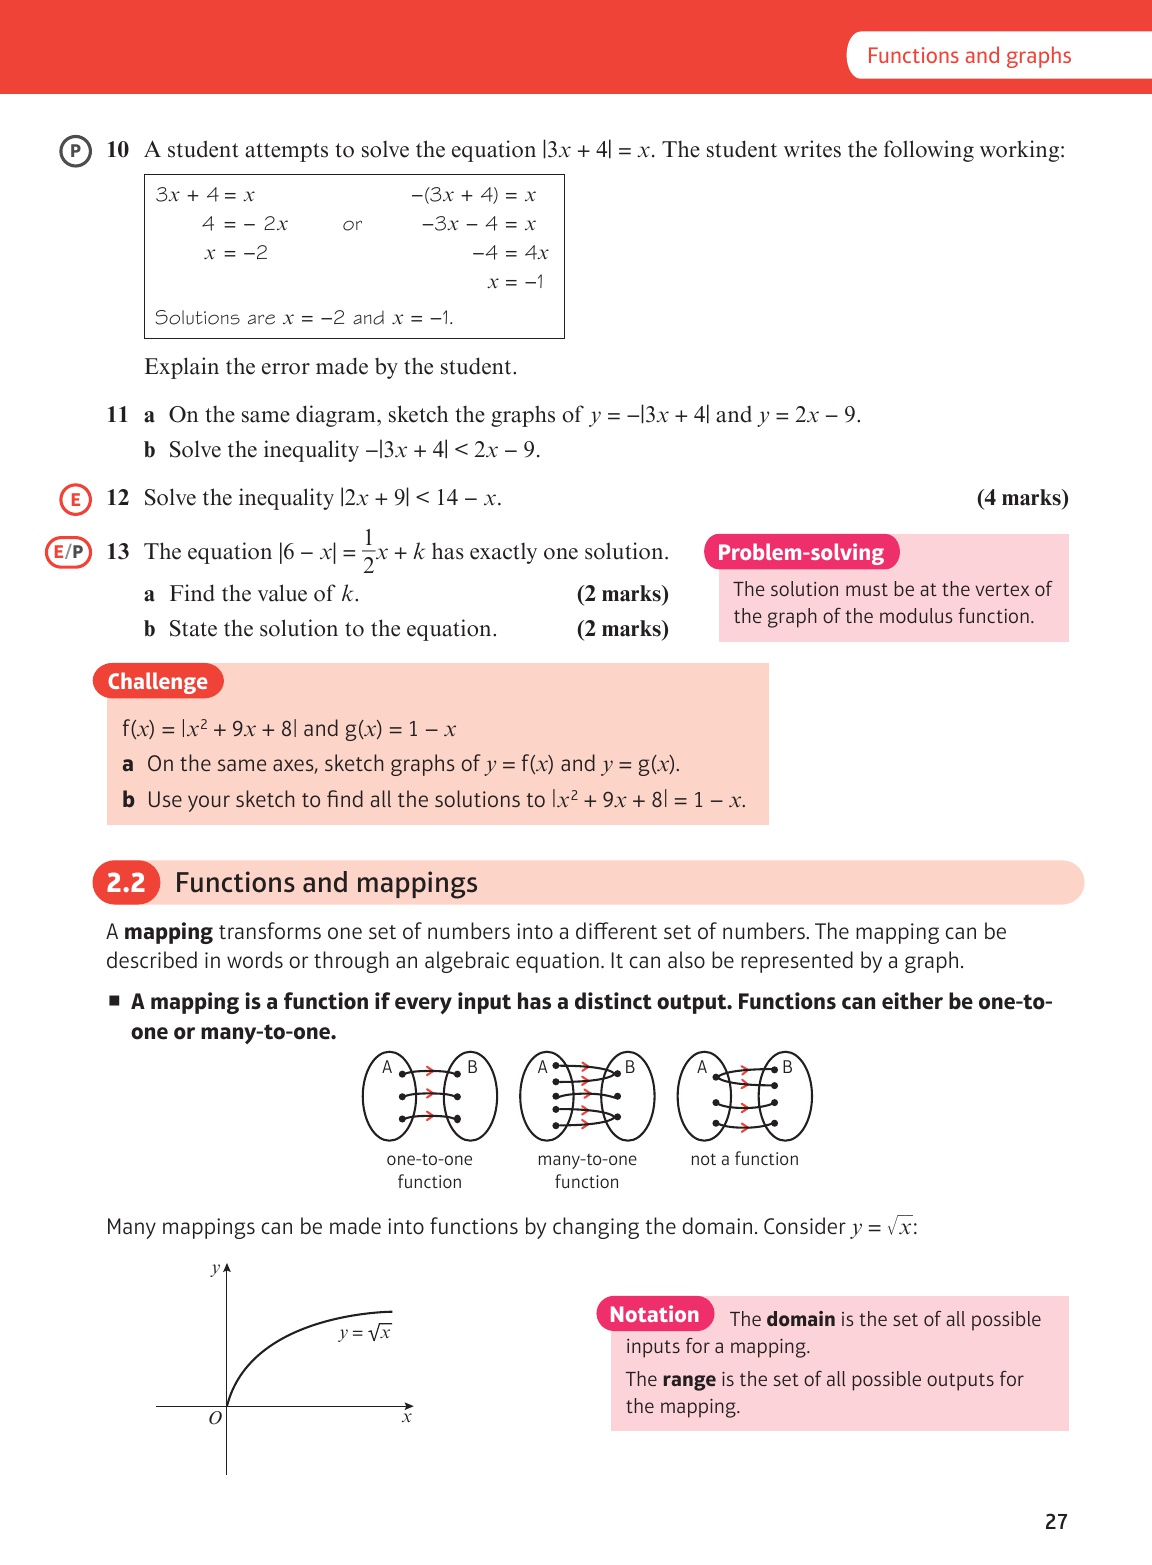 Functions and graphs
P 10 A student attempts to solve the equation |3x + 4| = x. The student writes the following working:
3x + 4 = x −(3x + 4) = x
4 = − 2x or −3x − 4 = x
x = −2 −4 = 4x
x = −1
Solutions are x = −2 and x = −1.
Explain the error made by the student.
11 a On the same diagram, sketch the graphs of y = −|3x + 4| and y = 2x − 9.
b Solve the inequality −|3x + 4| < 2x − 9.
E 12 Solve the inequality |2x + 9| < 14 − x. (4 marks)
E/P 13 The equation |6 − x| = 1/2 x + k has exactly one solution.
a Find the value of k. (2 marks)
b State the solution to the equation. (2 marks)
Problem-solving
The solution must be at the vertex of
the graph of the modulus function.
Challenge
f(x) = |x² + 9x + 8| and g(x) = 1 − x
a On the same axes, sketch graphs of y = f(x) and y = g(x).
b Use your sketch to find all the solutions to |x² + 9x + 8| = 1 − x.
2.2 Functions and mappings
A mapping transforms one set of numbers into a different set of numbers. The mapping can be
described in words or through an algebraic equation. It can also be represented by a graph.
■ A mapping is a function if every input has a distinct output. Functions can either be one-to-
one or many-to-one.
A B A B A B
one-to-one many-to-one not a function
function function
Many mappings can be made into functions by changing the domain. Consider y = √x:
y
y = √x
O x
Notation The domain is the set of all possible
inputs for a mapping.
The range is the set of all possible outputs for
the mapping.
27